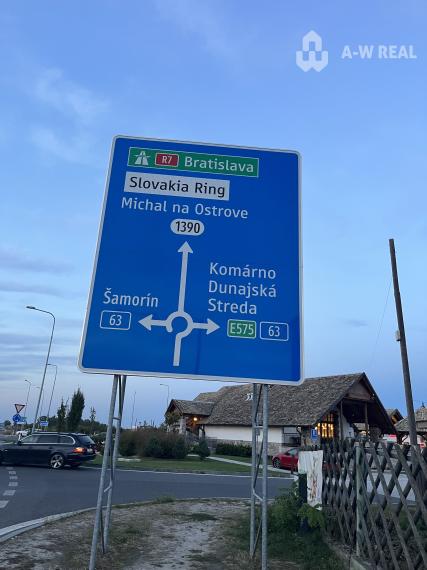 A-W REAL
R7 Bratislava
Slovakia Ring
Michal na Ostrove
1390
Komárno
Dunajská
Streda
E575 63
Šamorín
63